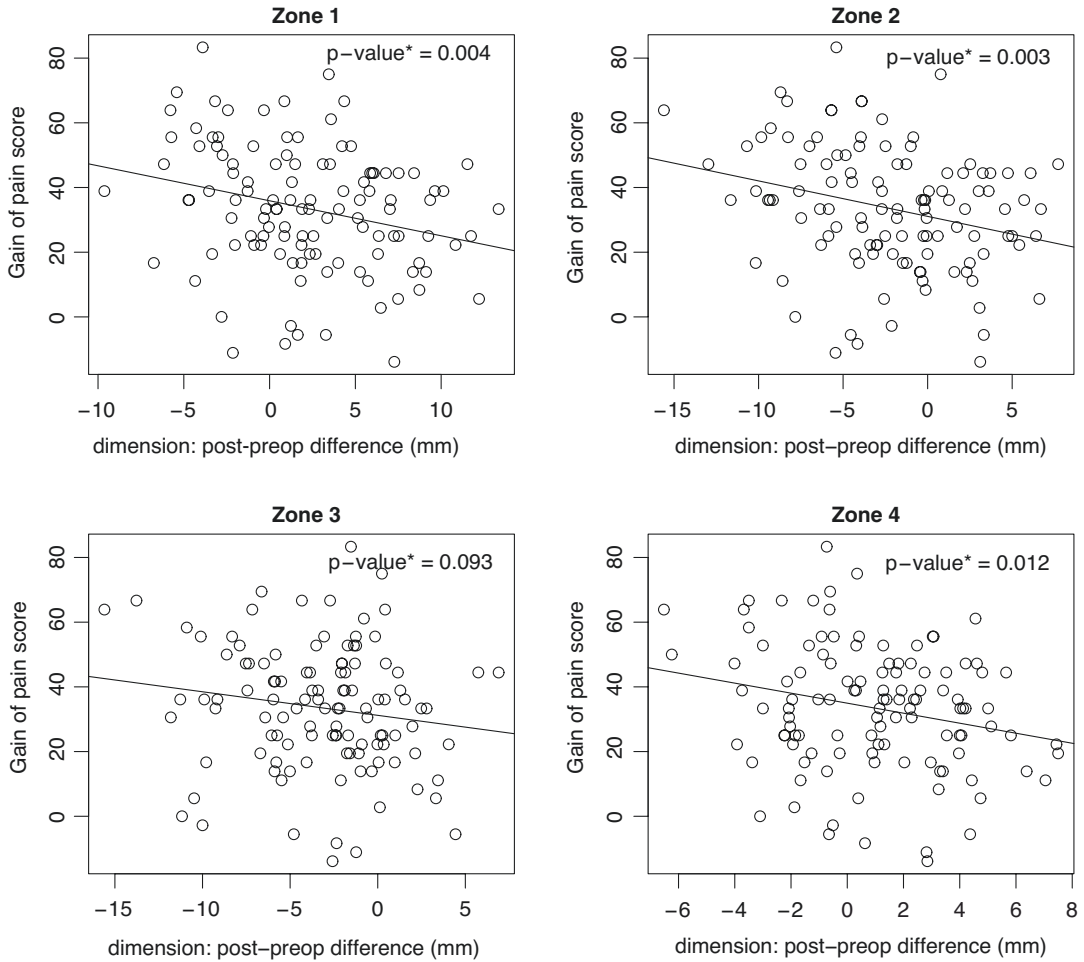 Zone 1
p−value* = 0.004
Gain of pain score
80
60
40
20
0
−10
−5
0
5
10
dimension: post-preop difference (mm)
Zone 2
p−value* = 0.003
Gain of pain score
80
60
40
20
0
−15
−10
−5
0
5
dimension: post−preop difference (mm)
Zone 3
p−value* = 0.093
Gain of pain score
80
60
40
20
0
−15
−10
−5
0
5
dimension: post−preop difference (mm)
Zone 4
p−value* = 0.012
Gain of pain score
80
60
40
20
0
−6
−4
−2
0
2
4
6
8
dimension: post−preop difference (mm)